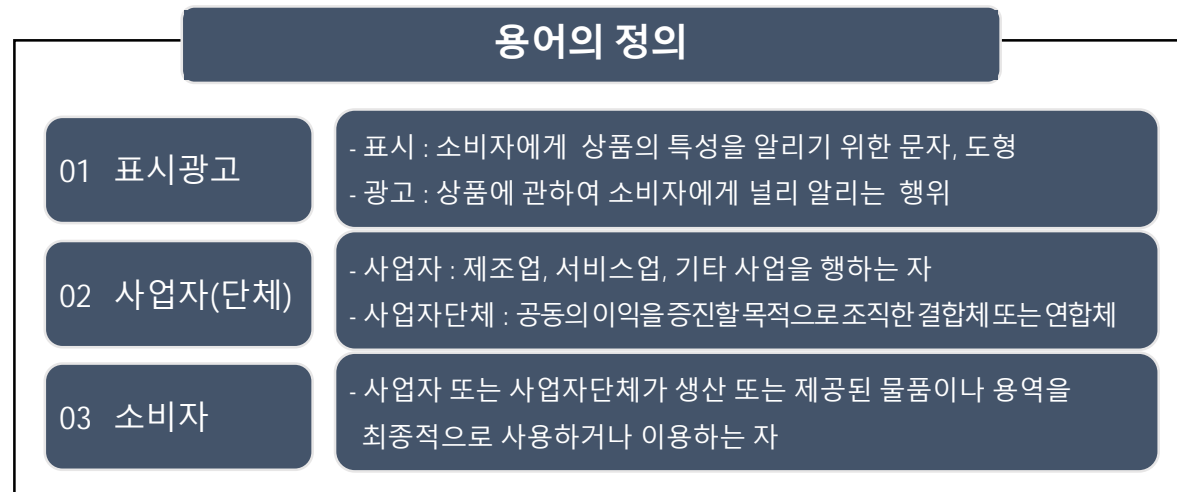 용어의 정의
01 표시광고
- 표시 : 소비자에게 상품의 특성을 알리기 위한 문자, 도형
- 광고 : 상품에 관하여 소비자에게 널리 알리는 행위
02 사업자(단체)
- 사업자 : 제조업, 서비스업, 기타 사업을 행하는 자
- 사업자단체 : 공동의 이익을 증진할 목적으로 조직한 결합체 또는 연합체
03 소비자
- 사업자 또는 사업자단체가 생산 또는 제공된 물품이나 용역을
최종적으로 사용하거나 이용하는 자